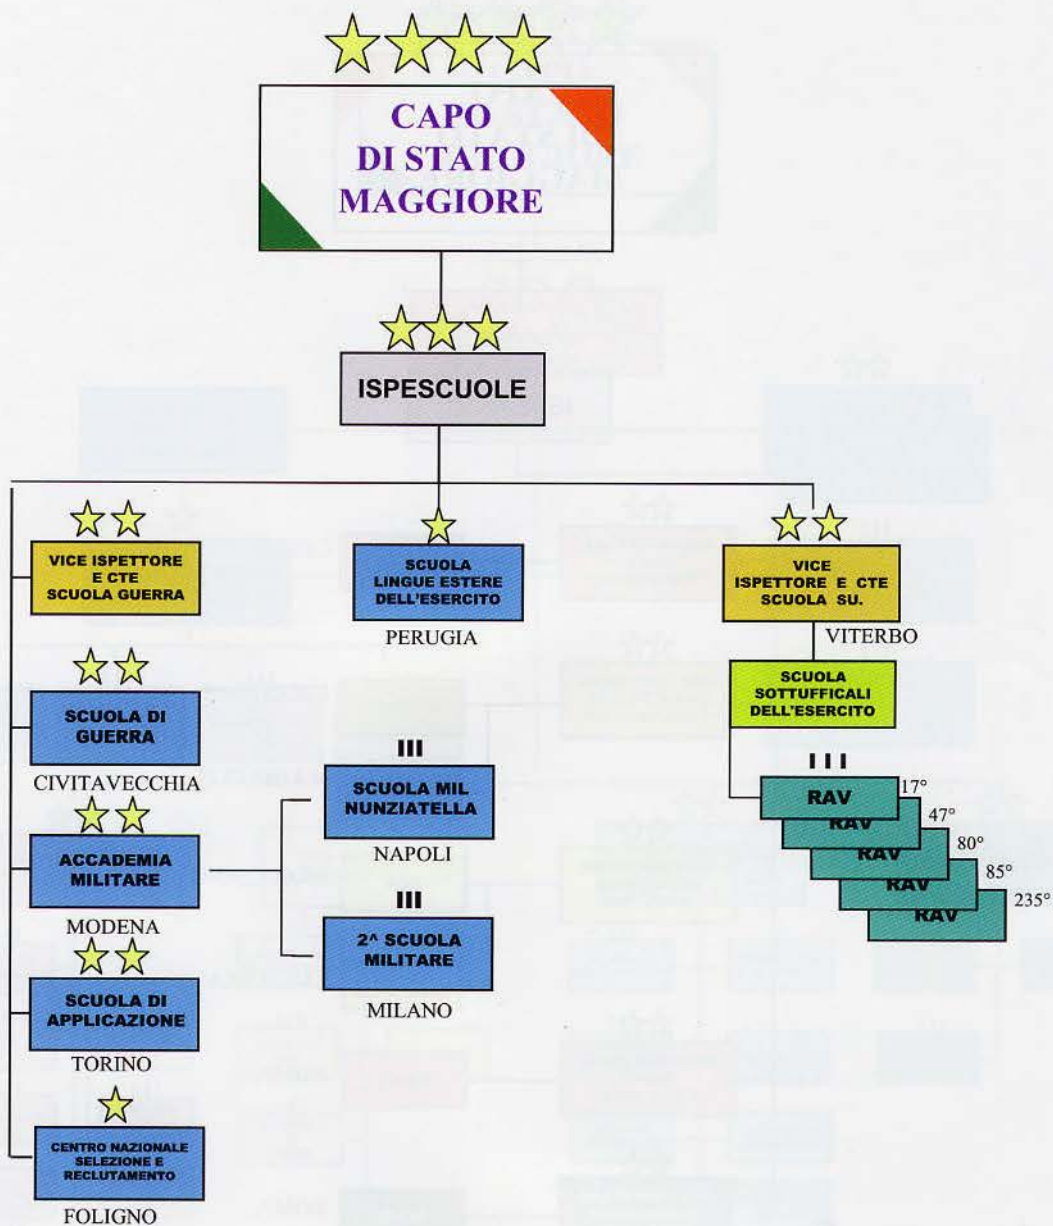 CAPO
DI STATO
MAGGIORE
ISPESCUOLE
VICE ISPETTORE
E CTE
SCUOLA GUERRA
SCUOLA
LINGUE ESTERE
DELL'ESERCITO
PERUGIA
VICE
ISPETTORE E CTE
SCUOLA SU.
VITERBO
SCUOLA
SOTTUFFICALI
DELL'ESERCITO
SCUOLA DI
GUERRA
CIVITAVECCHIA
III
SCUOLA MIL
NUNZIATELLA
NAPOLI
III
RAV
17°
RAV
47°
RAV
80°
RAV
85°
RAV
235°
ACCADEMIA
MILITARE
MODENA
III
2^ SCUOLA
MILITARE
MILANO
SCUOLA DI
APPLICAZIONE
TORINO
CENTRO NAZIONALE
SELEZIONE E
RECLUTAMENTO
FOLIGNO